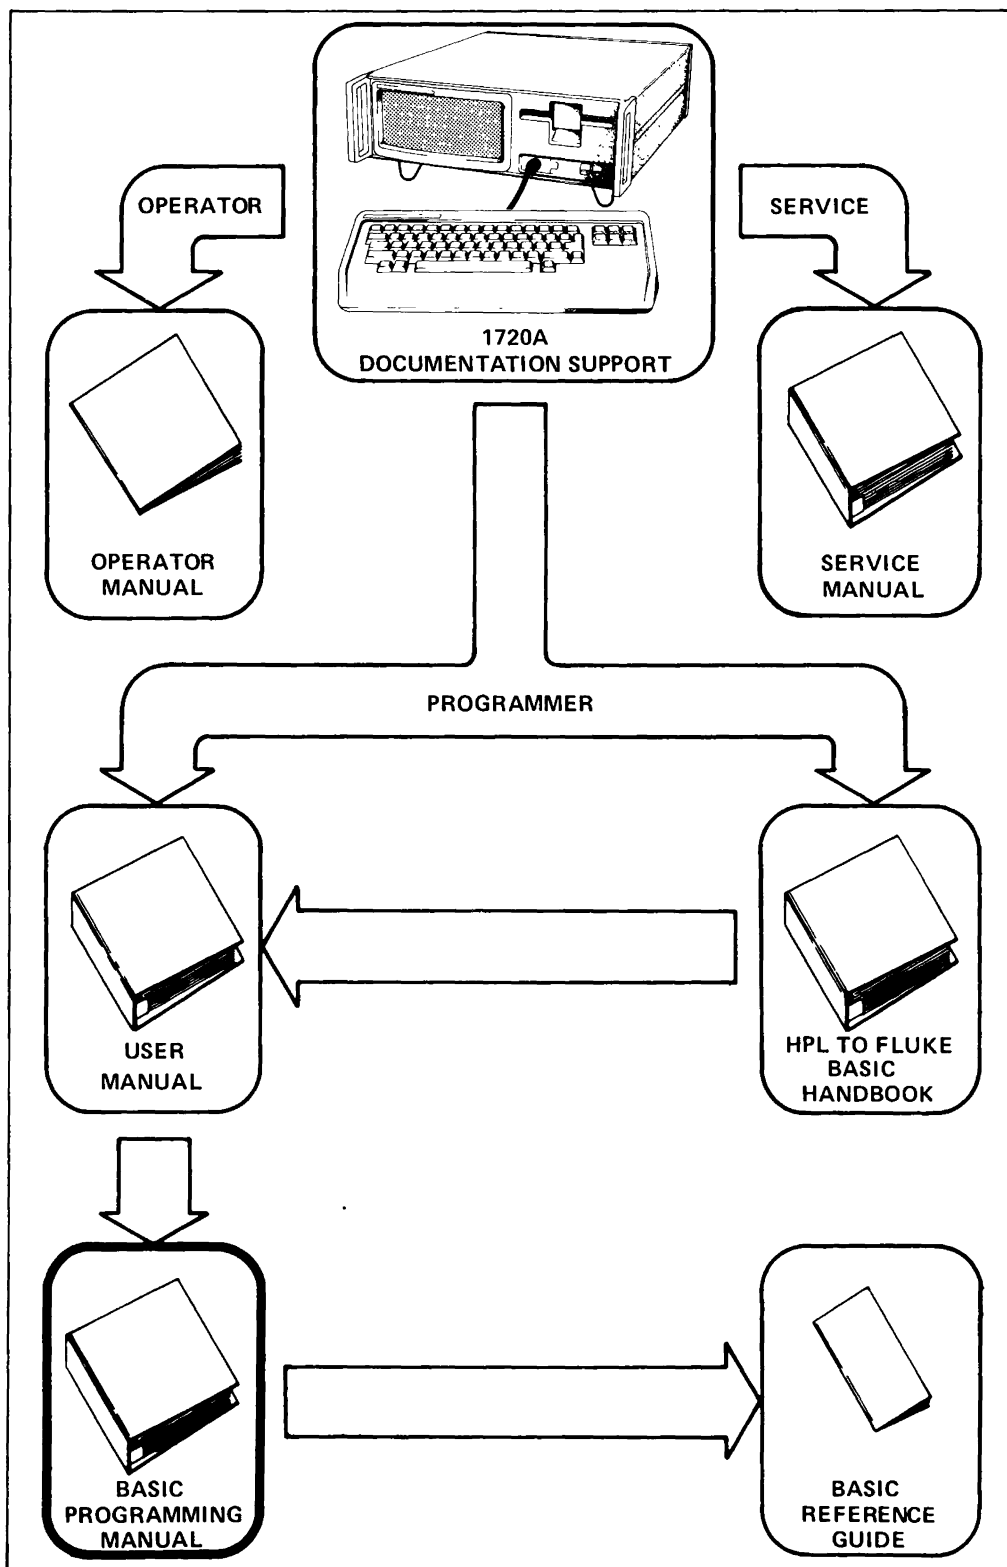 OPERATOR
SERVICE
1720A
DOCUMENTATION SUPPORT
OPERATOR
MANUAL
SERVICE
MANUAL
PROGRAMMER
USER
MANUAL
HPL TO FLUKE
BASIC
HANDBOOK
BASIC
PROGRAMMING
MANUAL
BASIC
REFERENCE
GUIDE